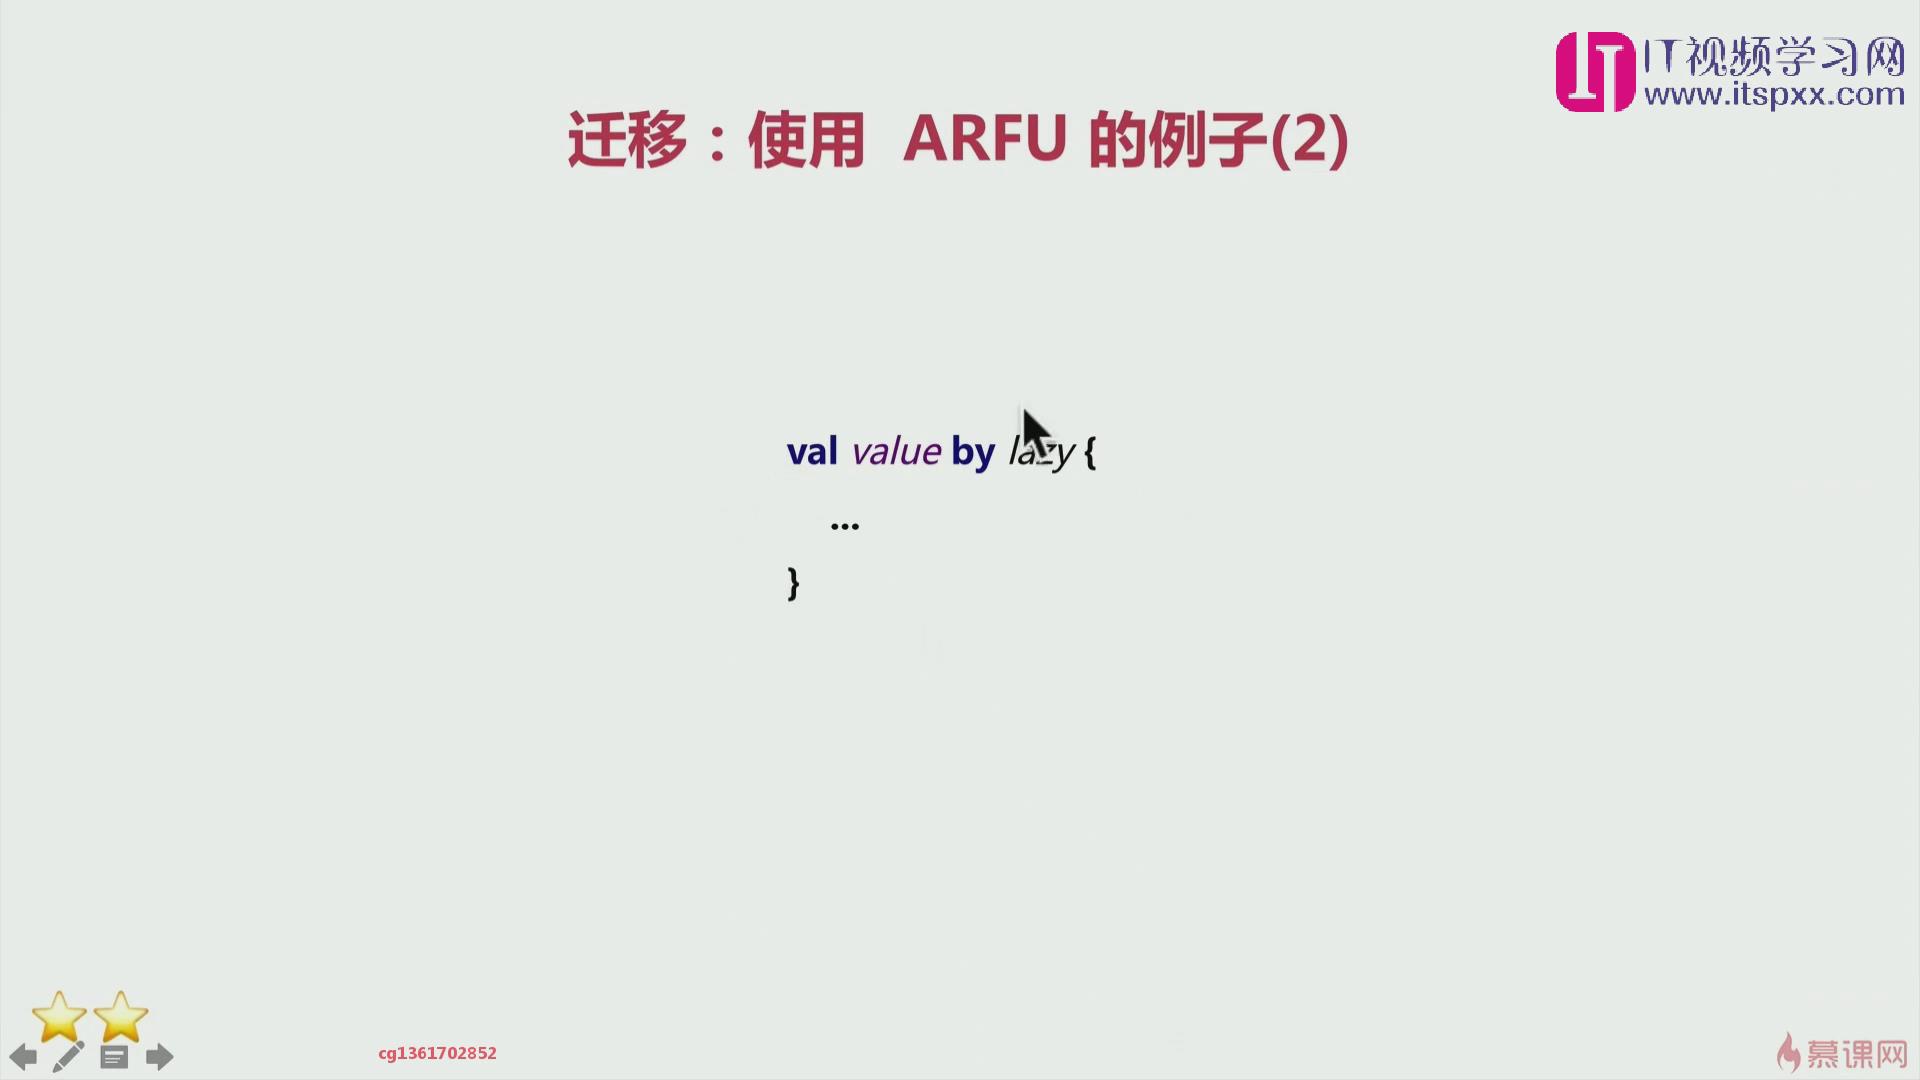 IT视频学习网
www.itspxx.com
迁移：使用 ARFU 的例子(2)
val value by lazy {
...
}
cg1361702852
慕课网